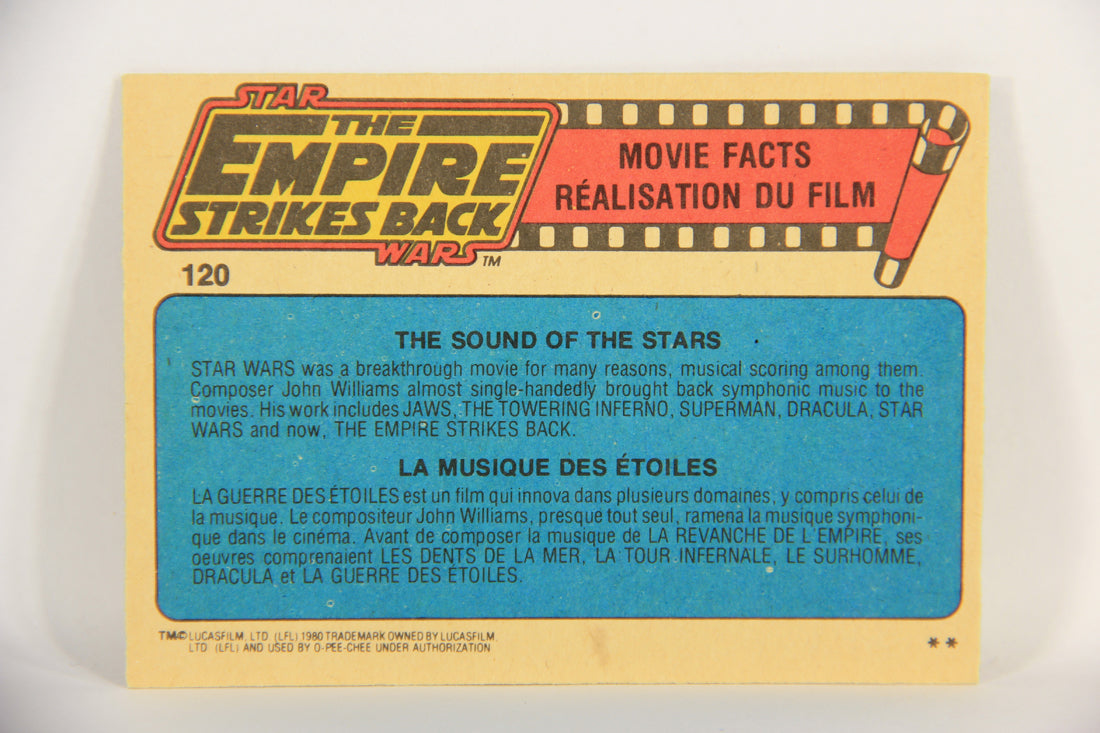 STAR
THE
EMPIRE
STRIKES BACK
WARS™
MOVIE FACTS
RÉALISATION DU FILM
120
THE SOUND OF THE STARS
STAR WARS was a breakthrough movie for many reasons, musical scoring among them.
Composer John Williams almost single-handedly brought back symphonic music to the
movies. His work includes JAWS, THE TOWERING INFERNO, SUPERMAN, DRACULA, STAR
WARS and now, THE EMPIRE STRIKES BACK.
LA MUSIQUE DES ÉTOILES
LA GUERRE DES ÉTOILES est un film qui innova dans plusieurs domaines, y compris celui de
la musique. Le compositeur John Williams, presque tout seul, ramena la musique symphoni-
que dans le cinéma. Avant de composer la musique de LA REVANCHE DE L'EMPIRE, ses
oeuvres comprenaient LES DENTS DE LA MER, LA TOUR INFERNALE, LE SURHOMME,
DRACULA et LA GUERRE DES ÉTOILES.
TM© LUCASFILM, LTD (LFL) 1980 TRADEMARK OWNED BY LUCASFILM,
LTD (LFL) AND USED BY O-PEE-CHEE UNDER AUTHORIZATION
**